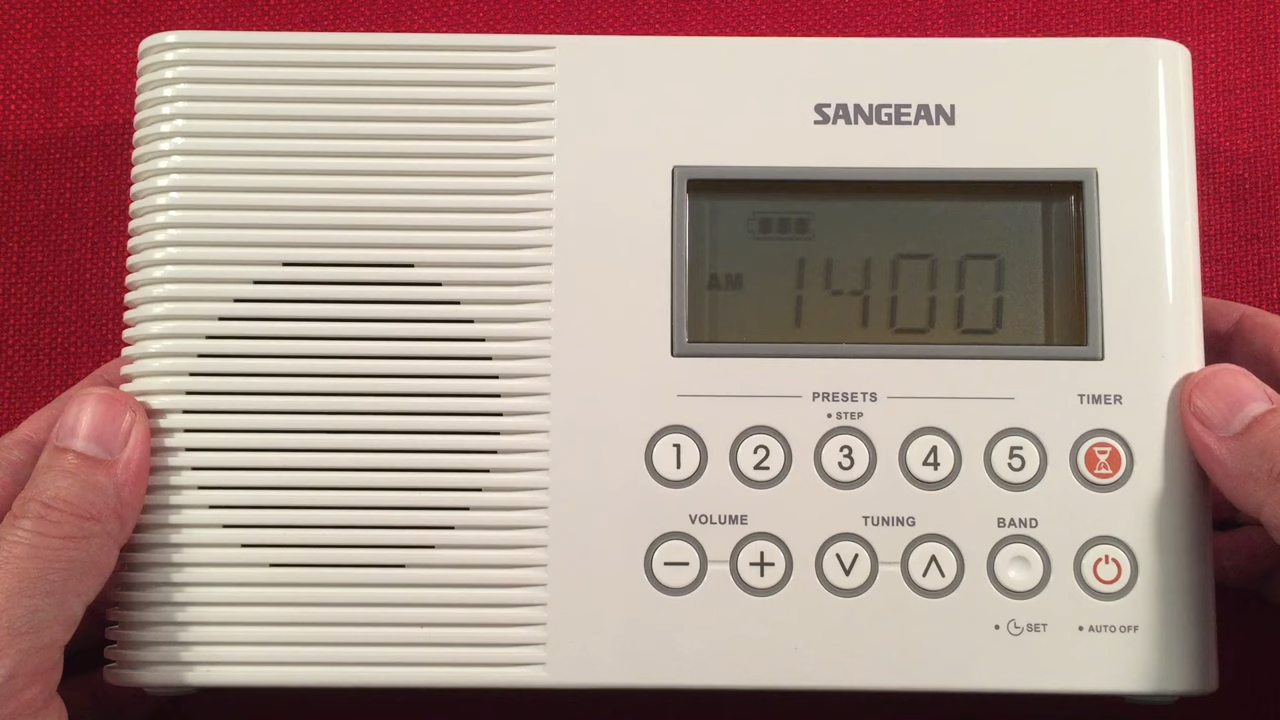 SANGEAN
AM 1400
PRESETS
TIMER
• STEP
1 2 3 4 5
VOLUME TUNING BAND
− + V Λ
• SET • AUTO OFF